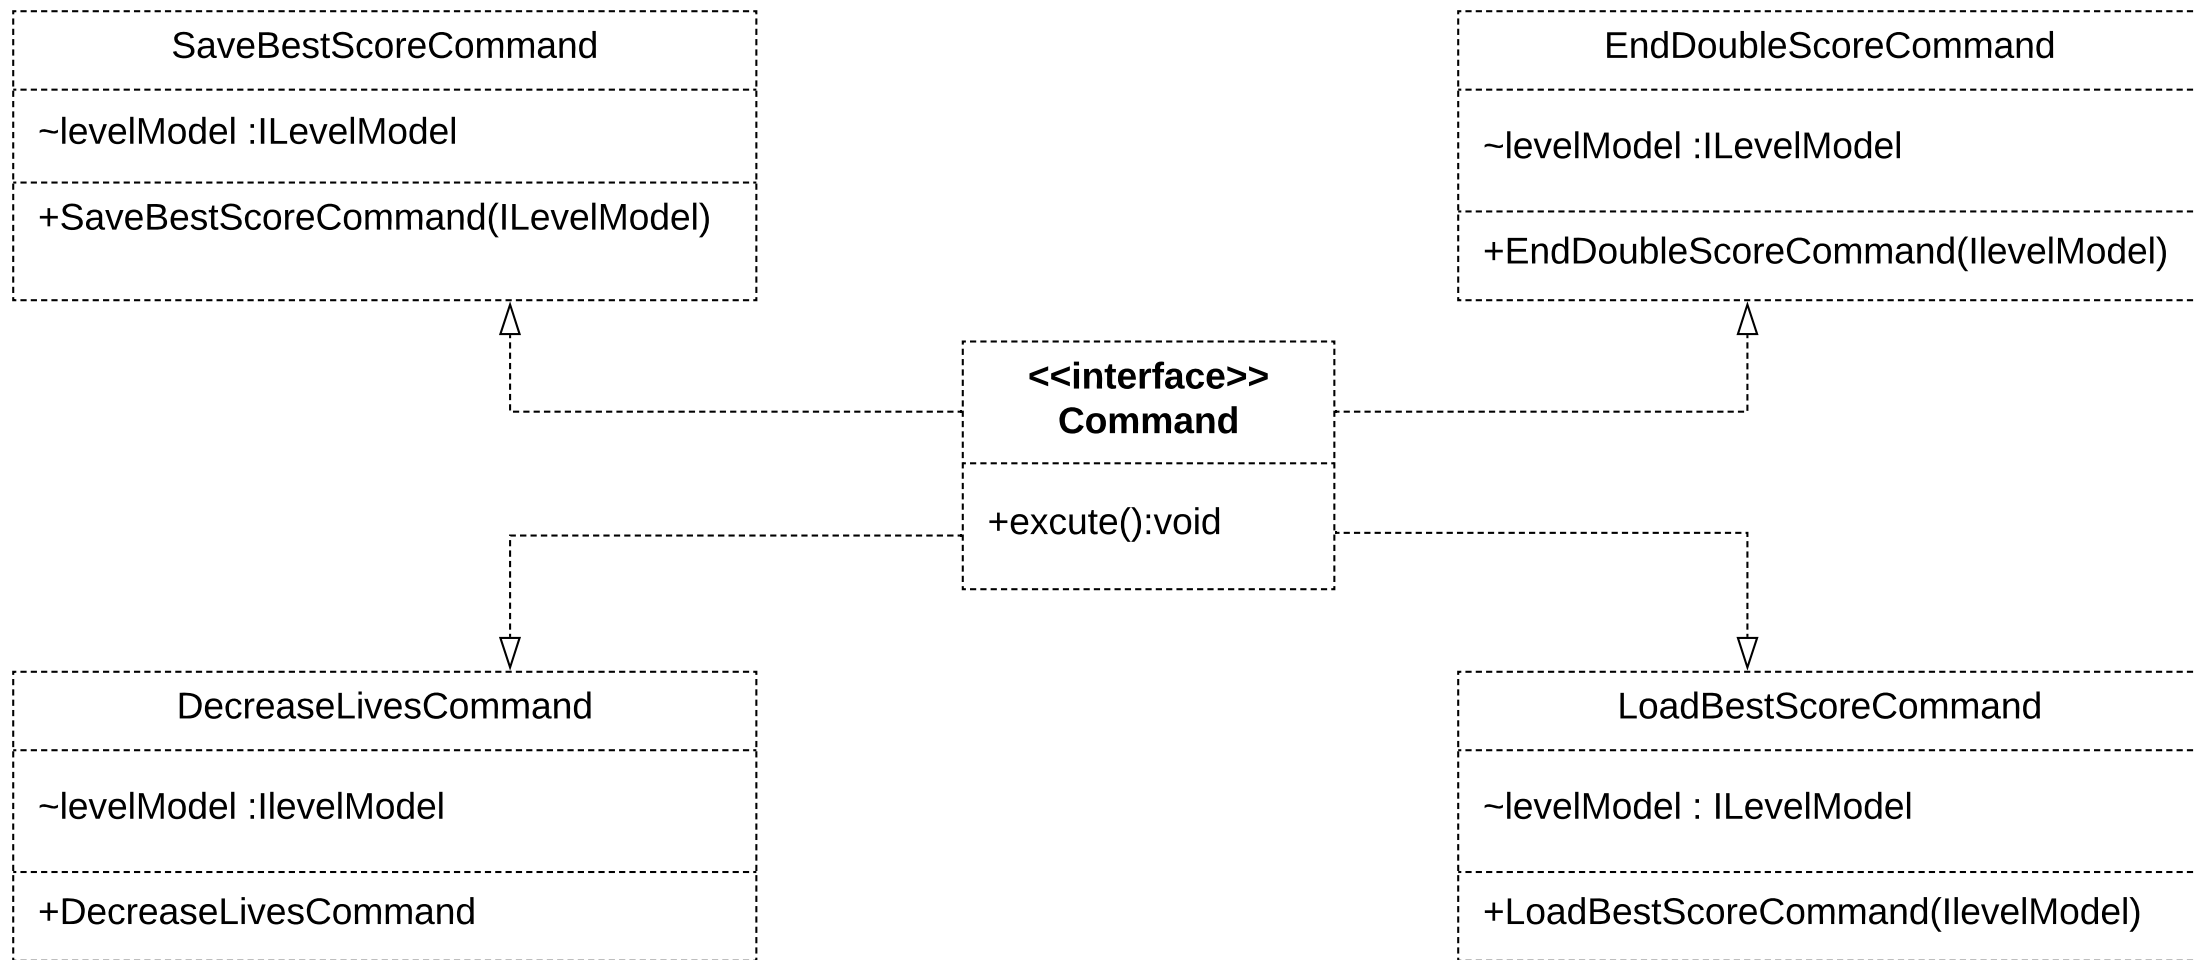 SaveBestScoreCommand
~levelModel :ILevelModel
+SaveBestScoreCommand(ILevelModel)
EndDoubleScoreCommand
~levelModel :ILevelModel
+EndDoubleScoreCommand(IlevelModel)
<<interface>>
Command
+excute():void
DecreaseLivesCommand
~levelModel :IlevelModel
+DecreaseLivesCommand
LoadBestScoreCommand
~levelModel : ILevelModel
+LoadBestScoreCommand(IlevelModel)